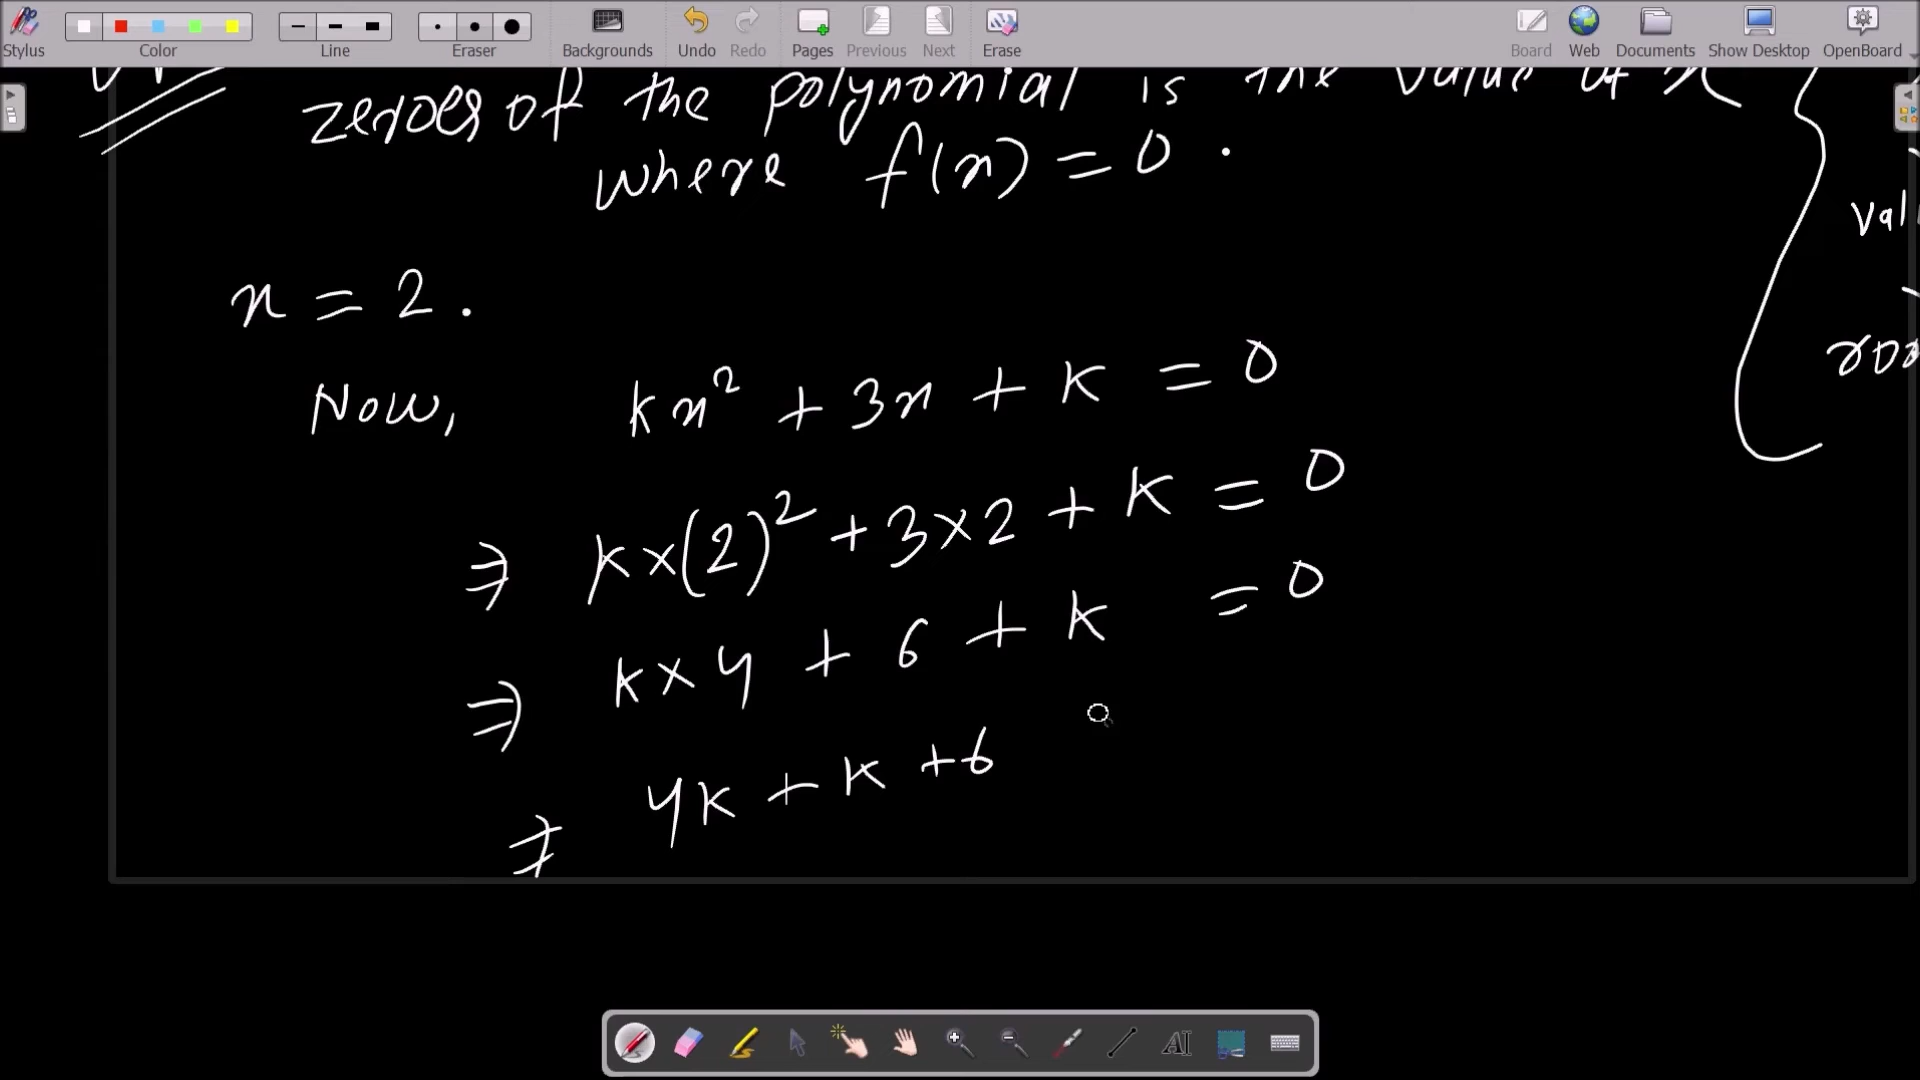 Stylus Color Line Eraser Backgrounds Undo Redo Pages Previous Next Erase Board Web Documents Show Desktop OpenBoard
zeroes of the polynomial is the value of x
where f(x) = 0 .
val
x = 2 .
Now, kx² + 3x + k = 0
⇒ k×(2)² + 3×2 + k = 0
⇒ k×4 + 6 + k = 0
⇒ 4k + k + 6